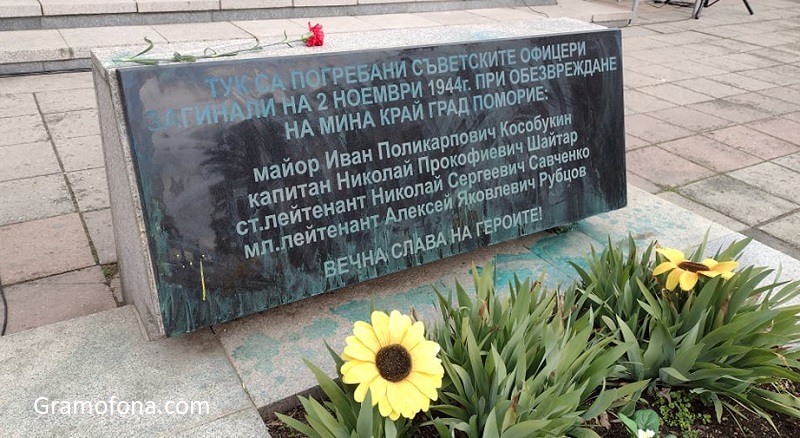 ТУК СА ПОГРЕБАНИ СЪВЕТСКИТЕ ОФИЦЕРИ
ЗАГИНАЛИ НА 2 НОЕМВРИ 1944г. ПРИ ОБЕЗВРЕЖДАНЕ
НА МИНА КРАЙ ГРАД ПОМОРИЕ:
майор Иван Поликарпович Кособукин
капитан Николай Прокофиевич Шайтар
ст.лейтенант Николай Сергеевич Савченко
мл.лейтенант Алексей Яковлевич Рубцов
ВЕЧНА СЛАВА НА ГЕРОИТЕ!
Gramofona.com